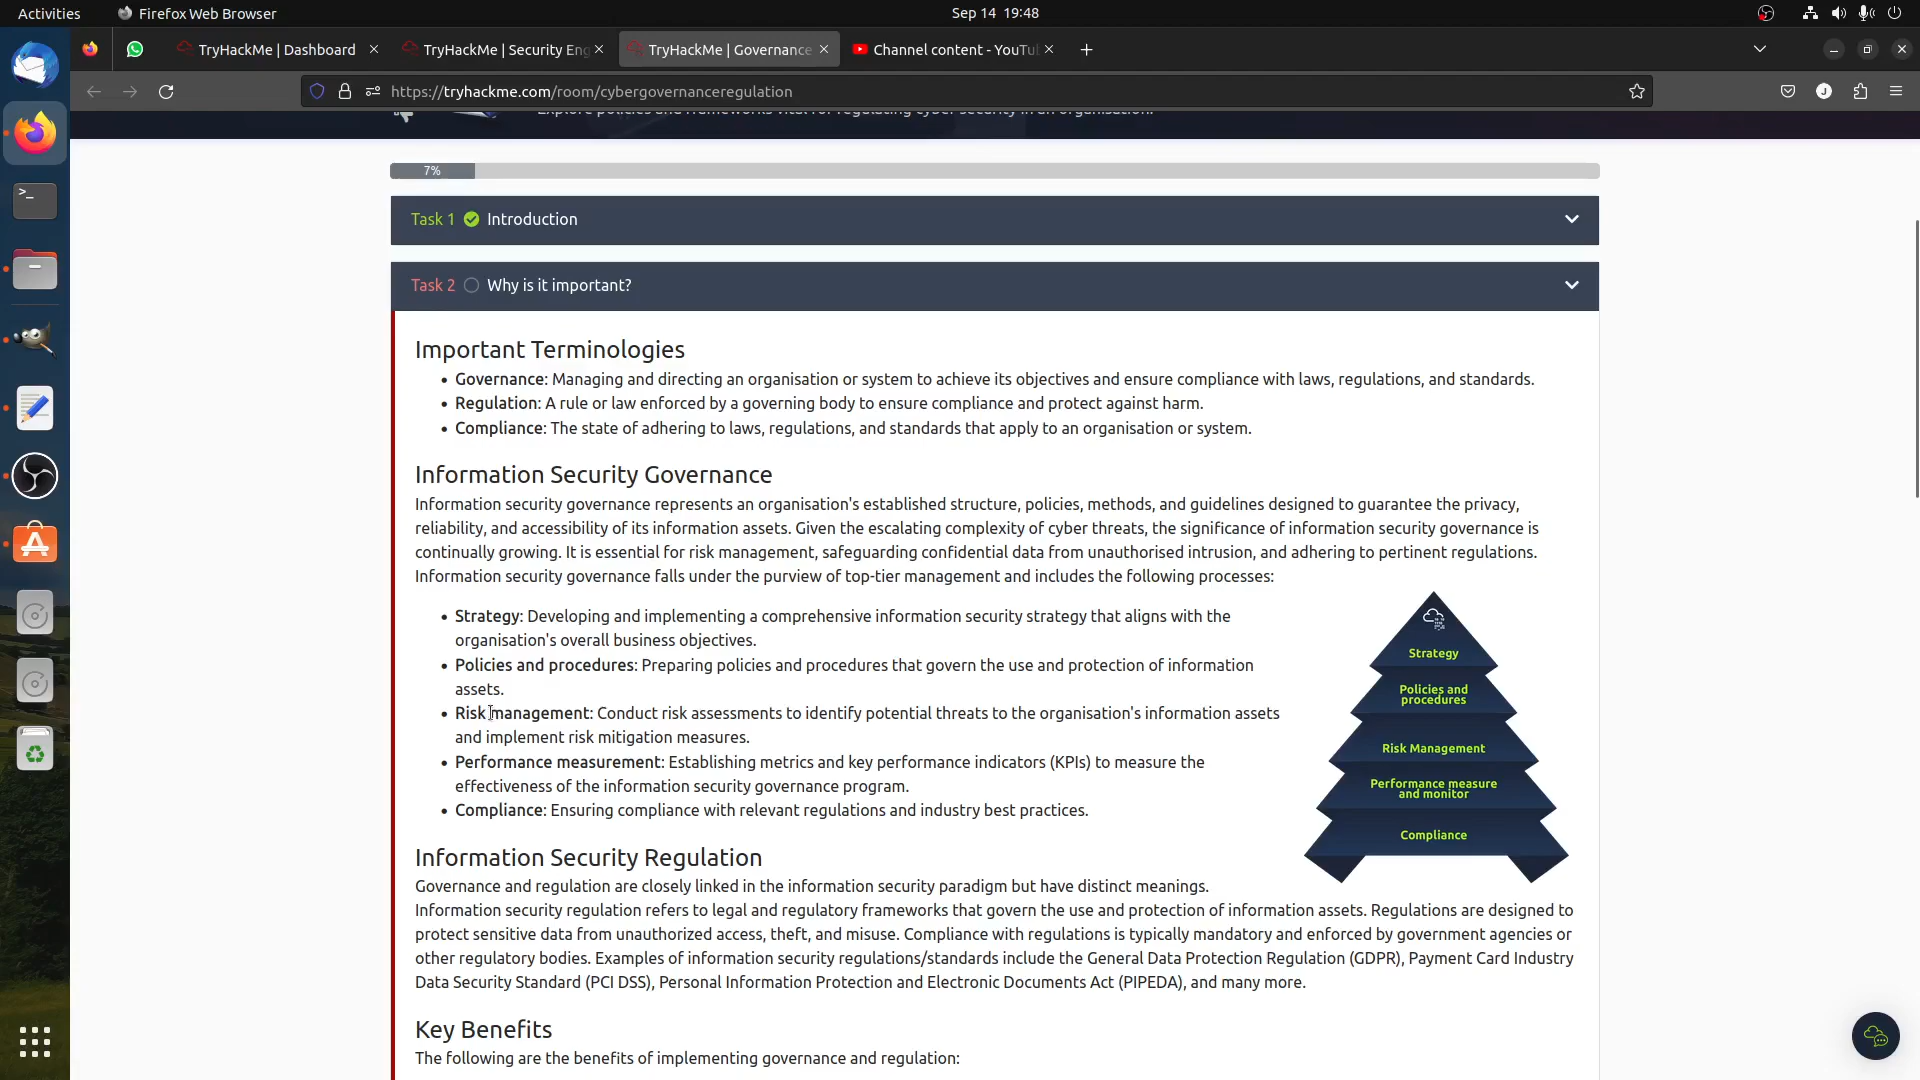 Activities
Firefox Web Browser
Sep 14 19:48
TryHackMe | Dashboard
TryHackMe | Security Eng
TryHackMe | Governance
Channel content - YouTu
https://tryhackme.com/room/cybergovernanceregulation
Explore policies and frameworks vital for regulating cyber security in an organisation.
7%
Task 1 Introduction
Task 2 Why is it important?
Important Terminologies
• Governance: Managing and directing an organisation or system to achieve its objectives and ensure compliance with laws, regulations, and standards.
• Regulation: A rule or law enforced by a governing body to ensure compliance and protect against harm.
• Compliance: The state of adhering to laws, regulations, and standards that apply to an organisation or system.
Information Security Governance
Information security governance represents an organisation's established structure, policies, methods, and guidelines designed to guarantee the privacy,
reliability, and accessibility of its information assets. Given the escalating complexity of cyber threats, the significance of information security governance is
continually growing. It is essential for risk management, safeguarding confidential data from unauthorised intrusion, and adhering to pertinent regulations.
Information security governance falls under the purview of top-tier management and includes the following processes:
• Strategy: Developing and implementing a comprehensive information security strategy that aligns with the
organisation's overall business objectives.
• Policies and procedures: Preparing policies and procedures that govern the use and protection of information
assets.
• Risk management: Conduct risk assessments to identify potential threats to the organisation's information assets
and implement risk mitigation measures.
• Performance measurement: Establishing metrics and key performance indicators (KPIs) to measure the
effectiveness of the information security governance program.
• Compliance: Ensuring compliance with relevant regulations and industry best practices.
Strategy
Policies and
procedures
Risk Management
Performance measure
and monitor
Compliance
Information Security Regulation
Governance and regulation are closely linked in the information security paradigm but have distinct meanings.
Information security regulation refers to legal and regulatory frameworks that govern the use and protection of information assets. Regulations are designed to
protect sensitive data from unauthorized access, theft, and misuse. Compliance with regulations is typically mandatory and enforced by government agencies or
other regulatory bodies. Examples of information security regulations/standards include the General Data Protection Regulation (GDPR), Payment Card Industry
Data Security Standard (PCI DSS), Personal Information Protection and Electronic Documents Act (PIPEDA), and many more.
Key Benefits
The following are the benefits of implementing governance and regulation: